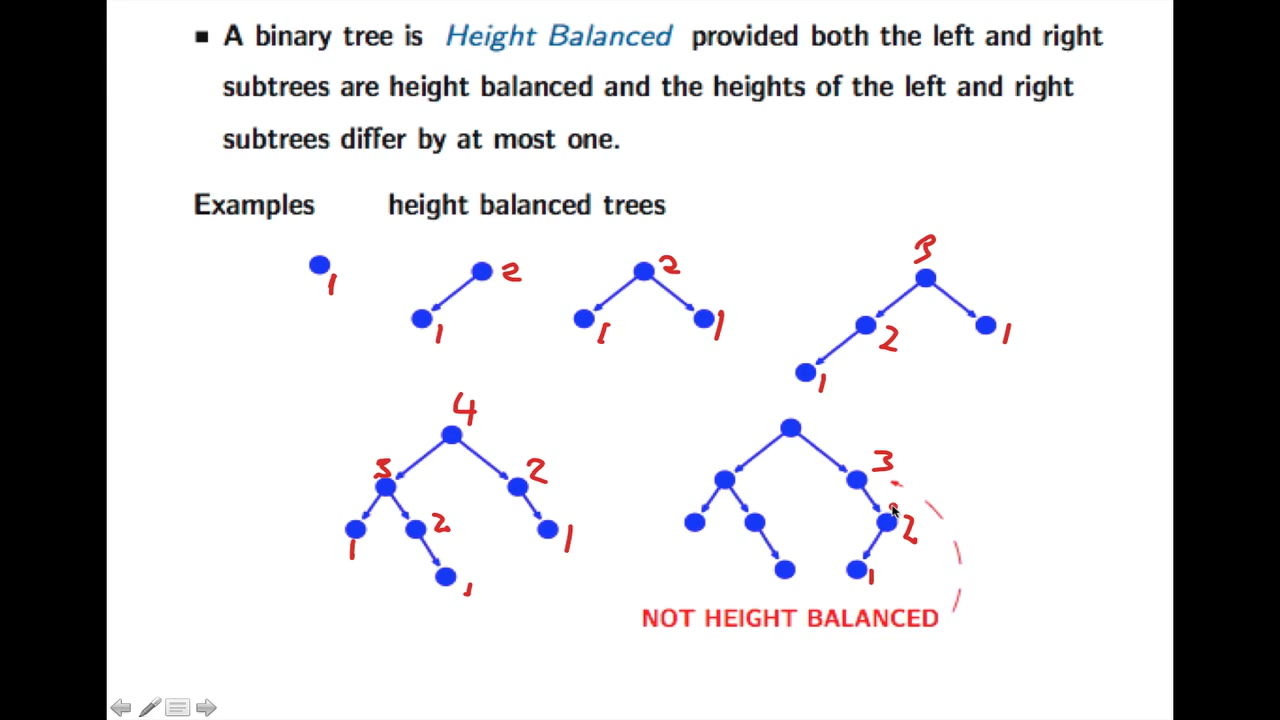 ▪ A binary tree is Height Balanced provided both the left and right
subtrees are height balanced and the heights of the left and right
subtrees differ by at most one.
Examples height balanced trees
1
2
1
2
1 1
3
2 1
1
4
3 2
1 2 1
1
3
2
1
NOT HEIGHT BALANCED